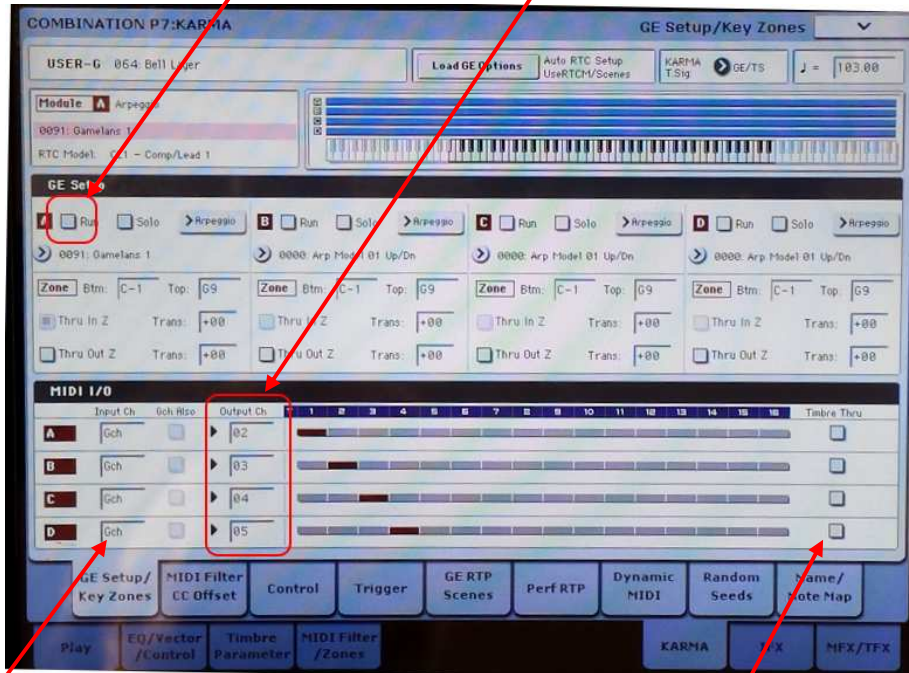 COMBINATION P7:KARMA GE Setup/Key Zones
USER-G 064: Bell Layer Load GE Options Auto RTC Setup KARMA GE/TS ♩ = 103.00
UserRTCM/Scenes T.Sig
Module A Arpeggio
0091: Gamelans 1
RTC Model: - Comp/Lead 1
GE Setup
A Run Solo Arpeggio B Run Solo Arpeggio C Run Solo Arpeggio D Run Solo Arpeggio
0091: Gamelans 1 0000: Arp Model 01 Up/Dn 0000: Arp Model 01 Up/Dn 0000: Arp Model 01 Up/Dn
Zone Btm: C-1 Top: G9 Zone Btm: C-1 Top: G9 Zone Btm: C-1 Top: G9 Zone Btm: C-1 Top: G9
Thru In Z Trans: +00 Thru In Z Trans: +00 Thru In Z Trans: +00 Thru In Z Trans: +00
Thru Out Z Trans: +00 Thru Out Z Trans: +00 Thru Out Z Trans: +00 Thru Out Z Trans: +00
MIDI I/O
Input Ch Gch Also Output Ch 1 2 3 4 5 6 7 8 9 10 11 12 13 14 15 16 Timbre Thru
A Gch 02
B Gch 03
C Gch 04
D Gch 05
GE Setup/ Key Zones MIDI Filter CC Offset Control Trigger GE RTP Scenes Perf RTP Dynamic MIDI Random Seeds Name/ Note Map
Play EQ/Vector /Control Timbre Parameter MIDI Filter /Zones KARMA MFX/TFX